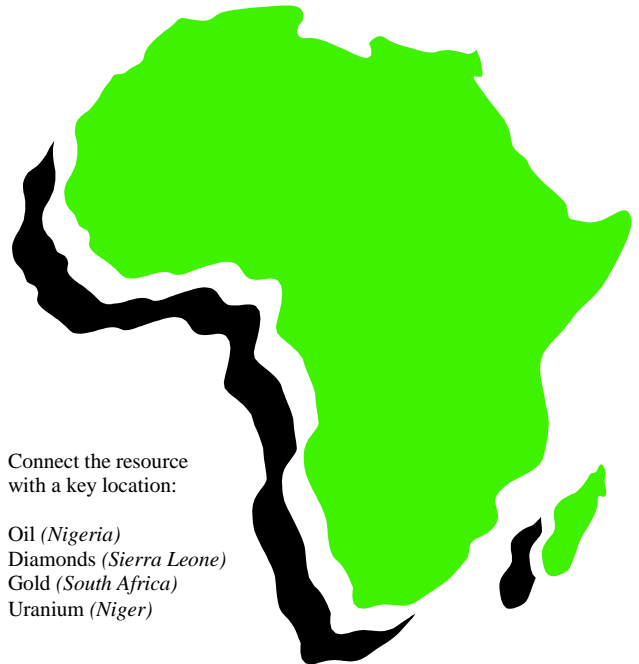 Connect the resource
with a key location:
Oil (Nigeria)
Diamonds (Sierra Leone)
Gold (South Africa)
Uranium (Niger)